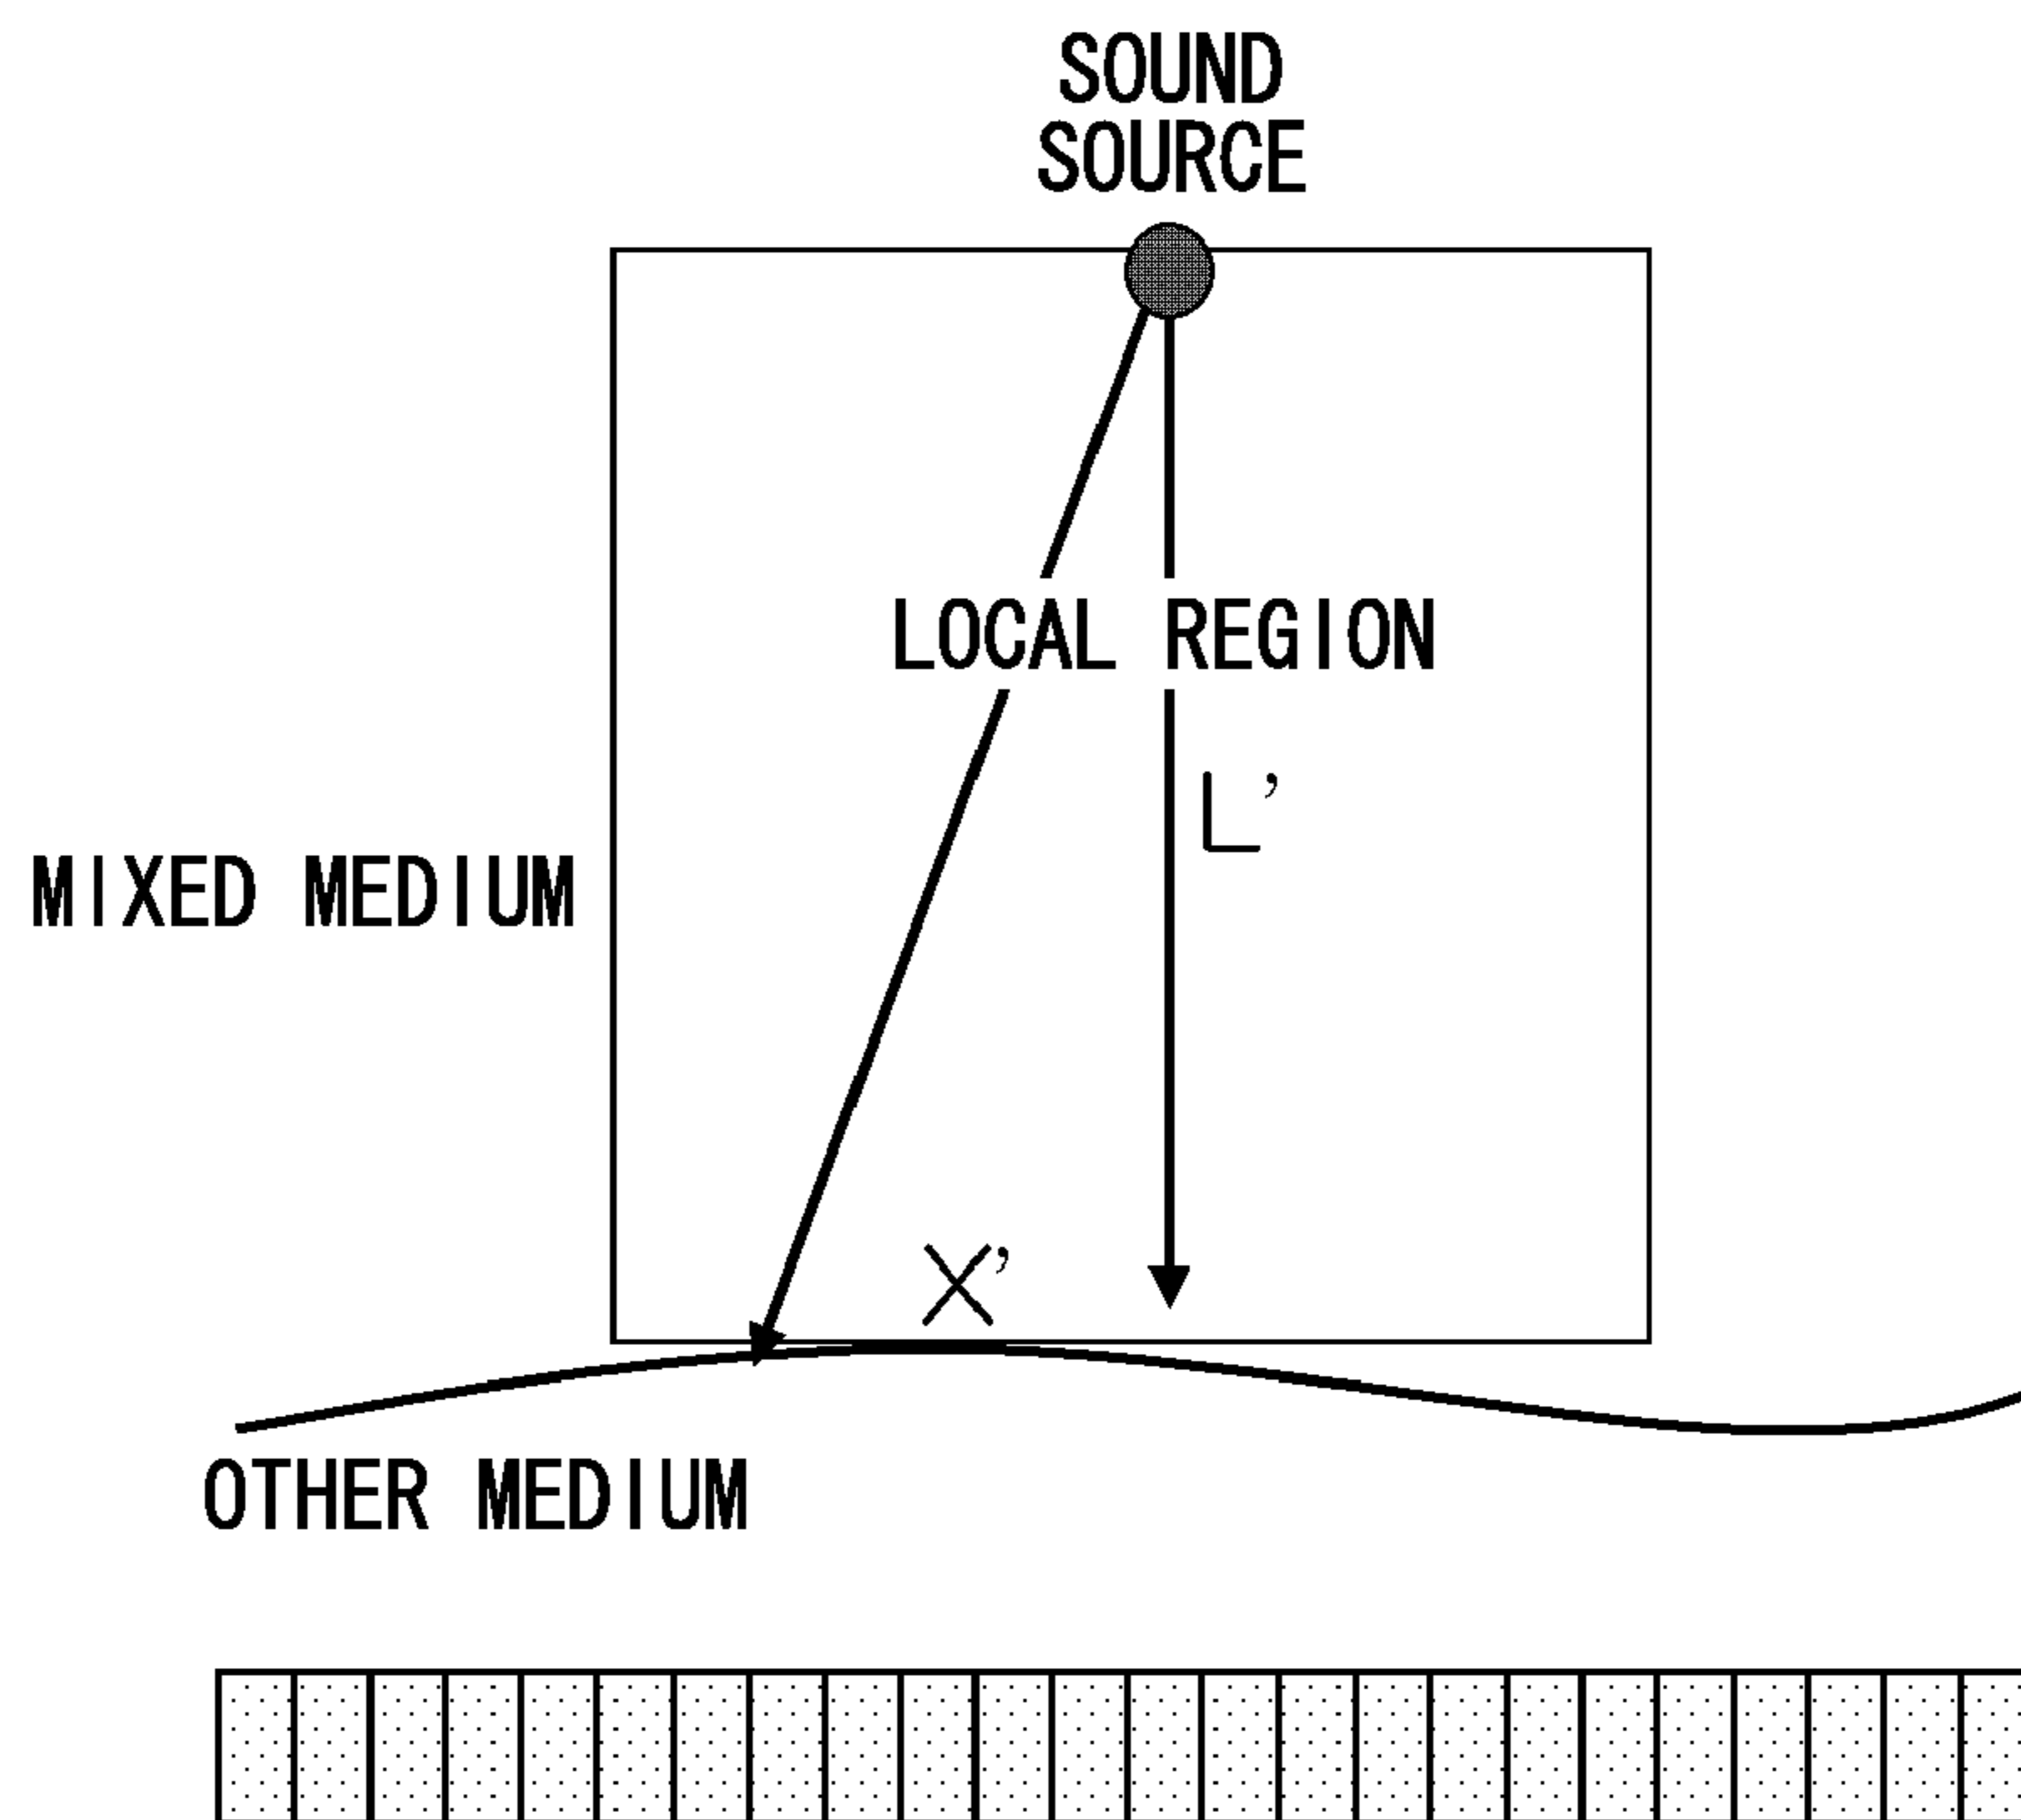 SOUND
SOURCE
LOCAL REGION
L'
MIXED MEDIUM
X'
OTHER MEDIUM